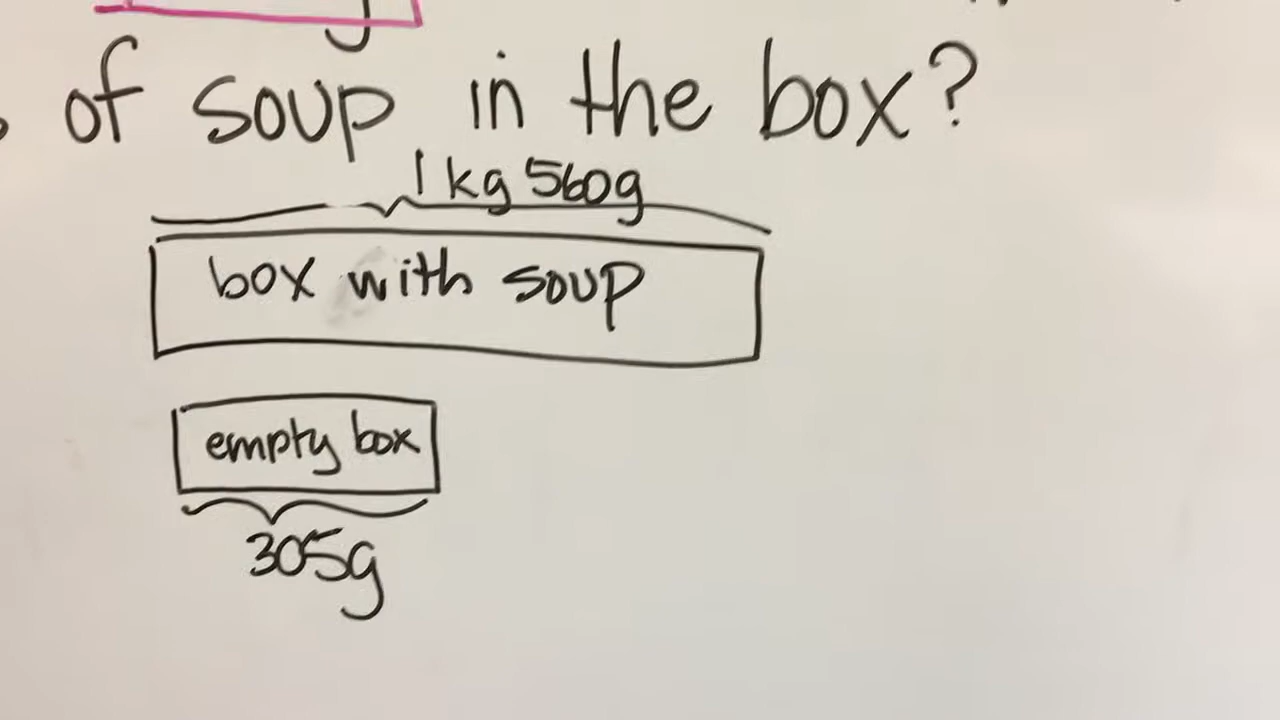 of soup in the box?
1 kg 560g
box with soup
empty box
305g